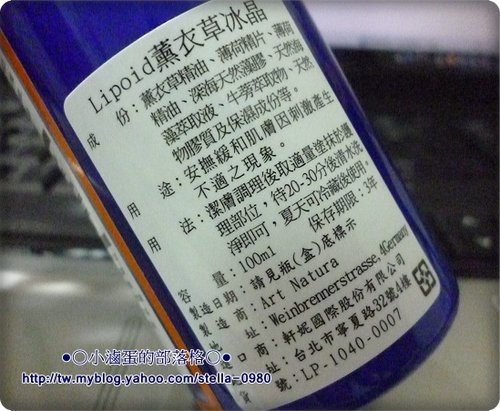 Lipoid薰衣草冰晶
成份：薰衣草精油、薄荷精片、薄荷
精油、深海天然藻膠、天然海
藻萃取液、牛蒡萃取物、天然
物膠質及保濕成份等。
用途：安撫緩和肌膚因刺激產生
不適之現象。
用法：潔膚調理後取適量塗抹於護
理部位，待20-30分後清水洗
淨即可，夏天可冷藏後使用。
保存期限：3年
容量：100ml
製造日期：請見瓶(盒)底標示
製造商：Art Natura
地址：Weinbrennerstrasse.4Germany
進口商：軒妮國際股份有限公司
地址：台北市寧夏路32號4樓
號：LP-1040-0007
●○小滷蛋的部落格○●
http://tw.myblog.yahoo.com/stella-0980